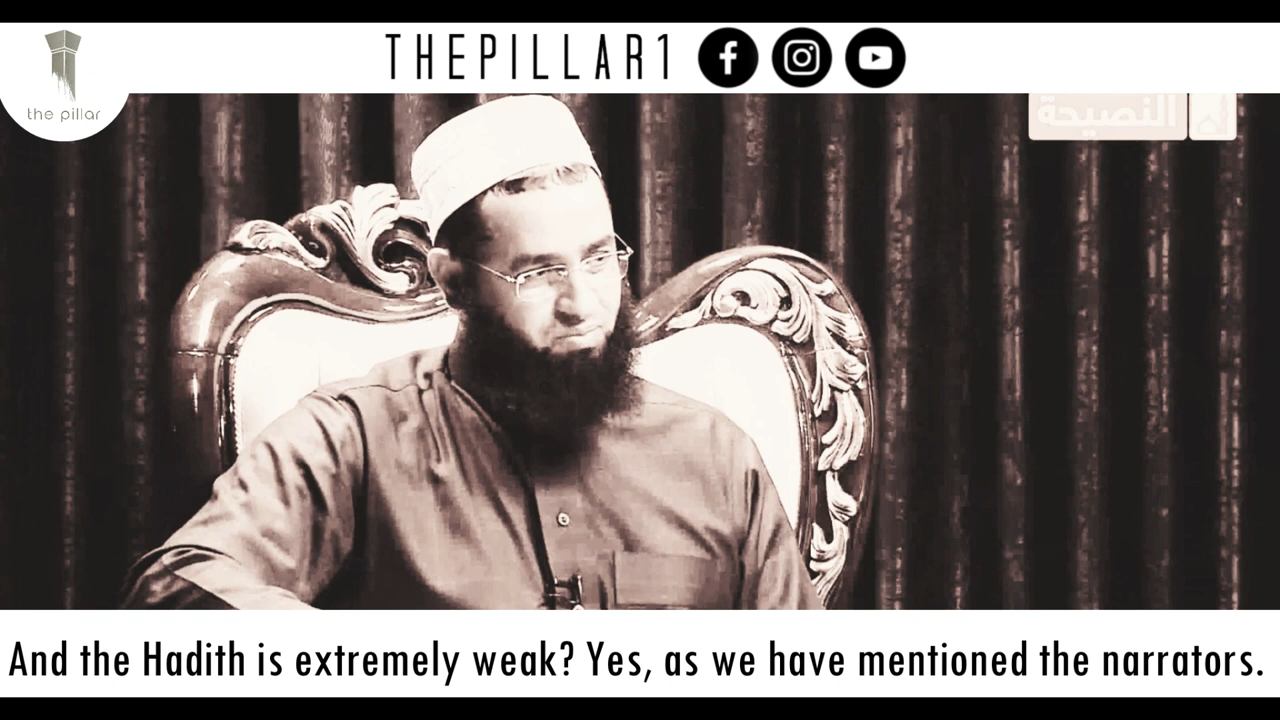 THEPILLAR1
the pillar
النصيحة
And the Hadith is extremely weak? Yes, as we have mentioned the narrators.